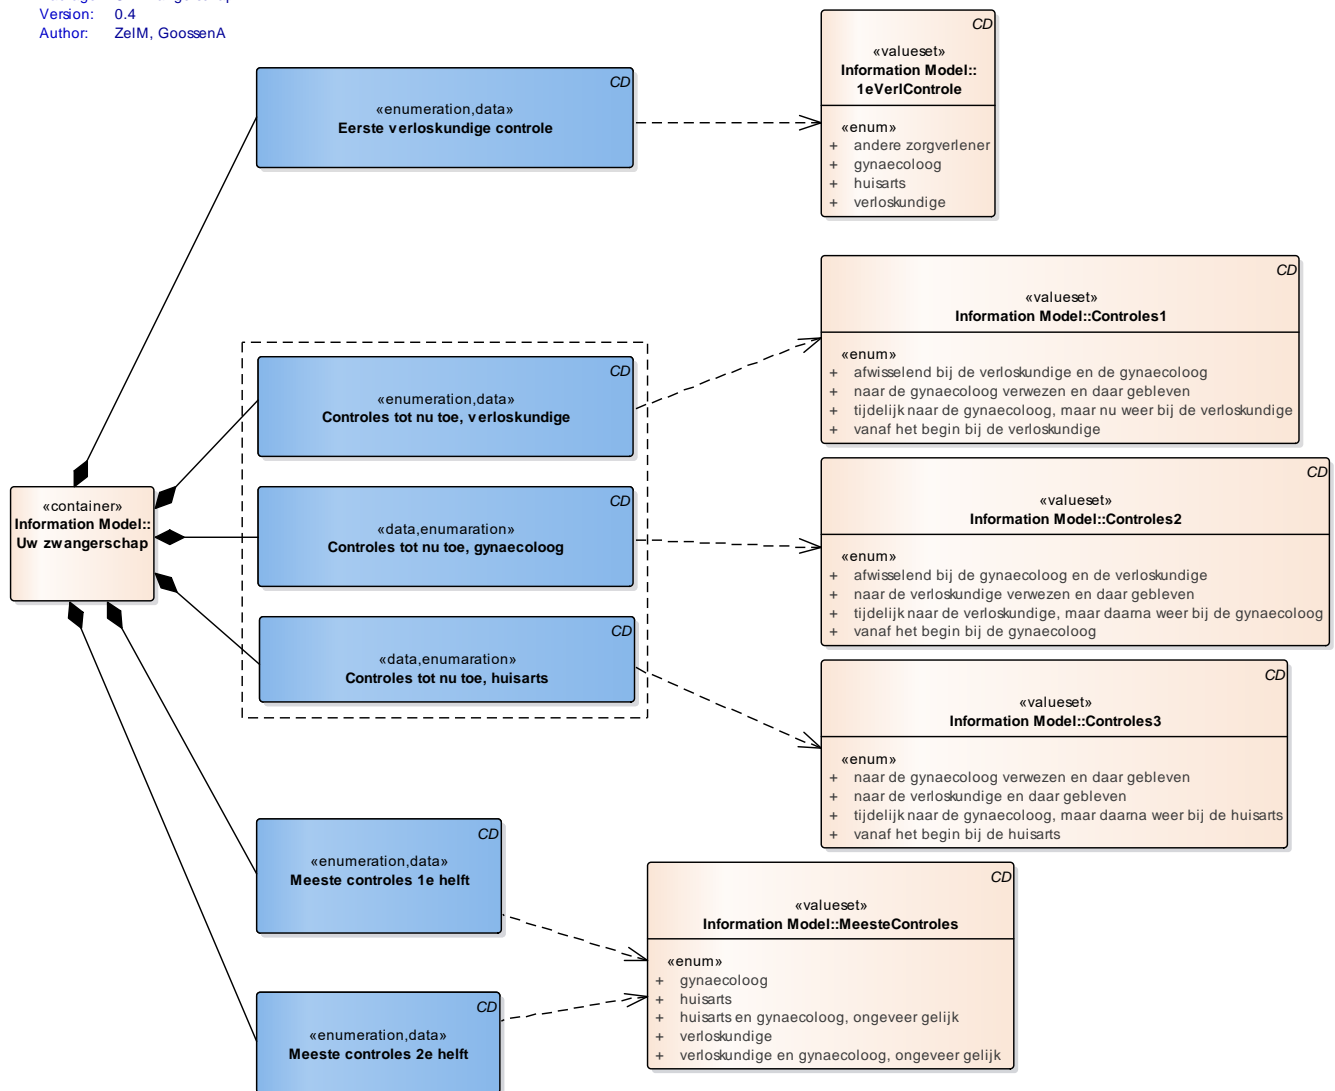 Version: 0.4
Author: ZelM, GoossenA
CD
«enumeration,data»
Eerste verloskundige controle
CD
«valueset»
Information Model::
1eVerlControle
«enum»
+ andere zorgverlener
+ gynaecoloog
+ huisarts
+ verloskundige
CD
«enumeration,data»
Controles tot nu toe, verloskundige
CD
«valueset»
Information Model::Controles1
«enum»
+ afwisselend bij de verloskundige en de gynaecoloog
+ naar de gynaecoloog verwezen en daar gebleven
+ tijdelijk naar de gynaecoloog, maar nu weer bij de verloskundige
+ vanaf het begin bij de verloskundige
«container»
Information Model::
Uw zwangerschap
CD
«data,enumaration»
Controles tot nu toe, gynaecoloog
CD
«valueset»
Information Model::Controles2
«enum»
+ afwisselend bij de gynaecoloog en de verloskundige
+ naar de verloskundige verwezen en daar gebleven
+ tijdelijk naar de verloskundige, maar daarna weer bij de gynaecoloog
+ vanaf het begin bij de gynaecoloog
CD
«data,enumaration»
Controles tot nu toe, huisarts
CD
«valueset»
Information Model::Controles3
«enum»
+ naar de gynaecoloog verwezen en daar gebleven
+ naar de verloskundige en daar gebleven
+ tijdelijk naar de gynaecoloog, maar daarna weer bij de huisarts
+ vanaf het begin bij de huisarts
CD
«enumeration,data»
Meeste controles 1e helft
CD
«valueset»
Information Model::MeesteControles
«enum»
+ gynaecoloog
+ huisarts
+ huisarts en gynaecoloog, ongeveer gelijk
+ verloskundige
+ verloskundige en gynaecoloog, ongeveer gelijk
CD
«enumeration,data»
Meeste controles 2e helft